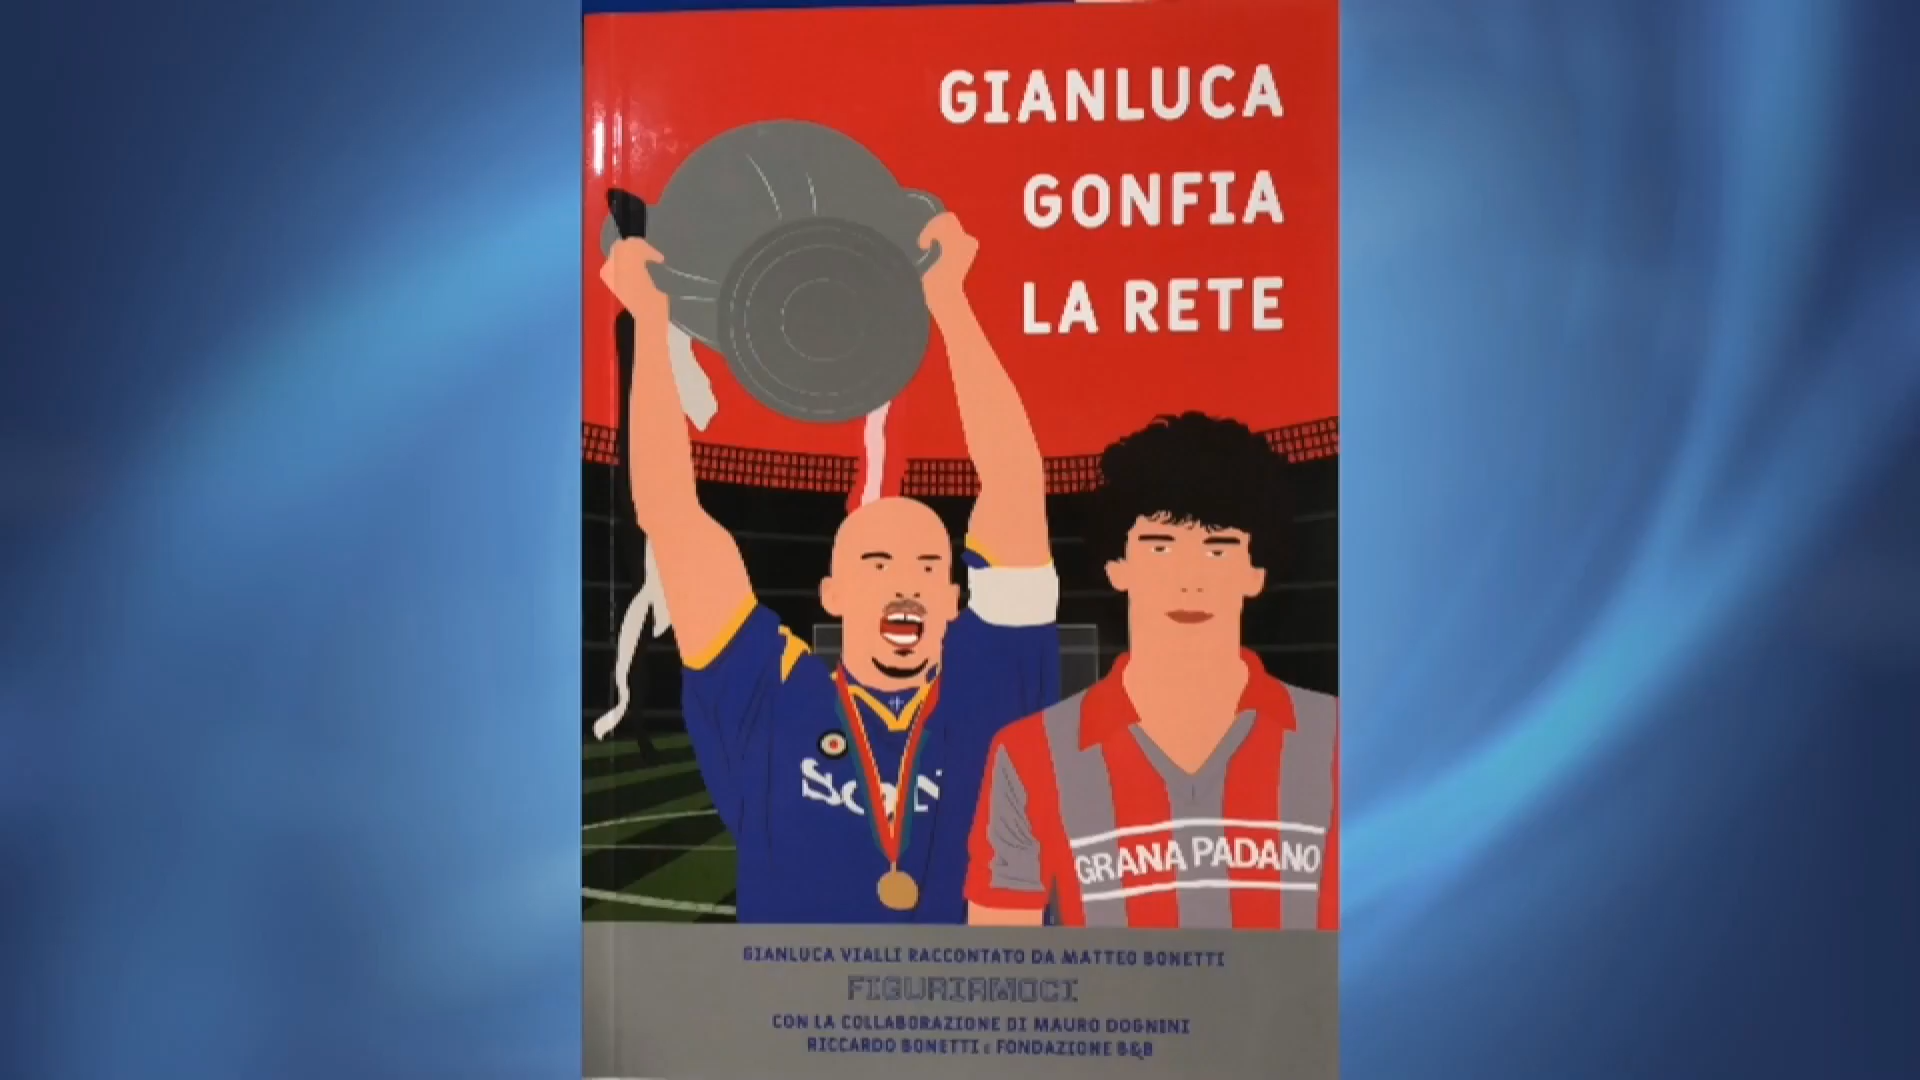 GIANLUCA
GONFIA
LA RETE
SONY
GRANA PADANO
GIANLUCA VIALLI RACCONTATO DA MATTEO BONETTI
FIGURIAMOCI
CON LA COLLABORAZIONE DI MAURO DOGNINI
RICCARDO BONETTI E FONDAZIONE B&B